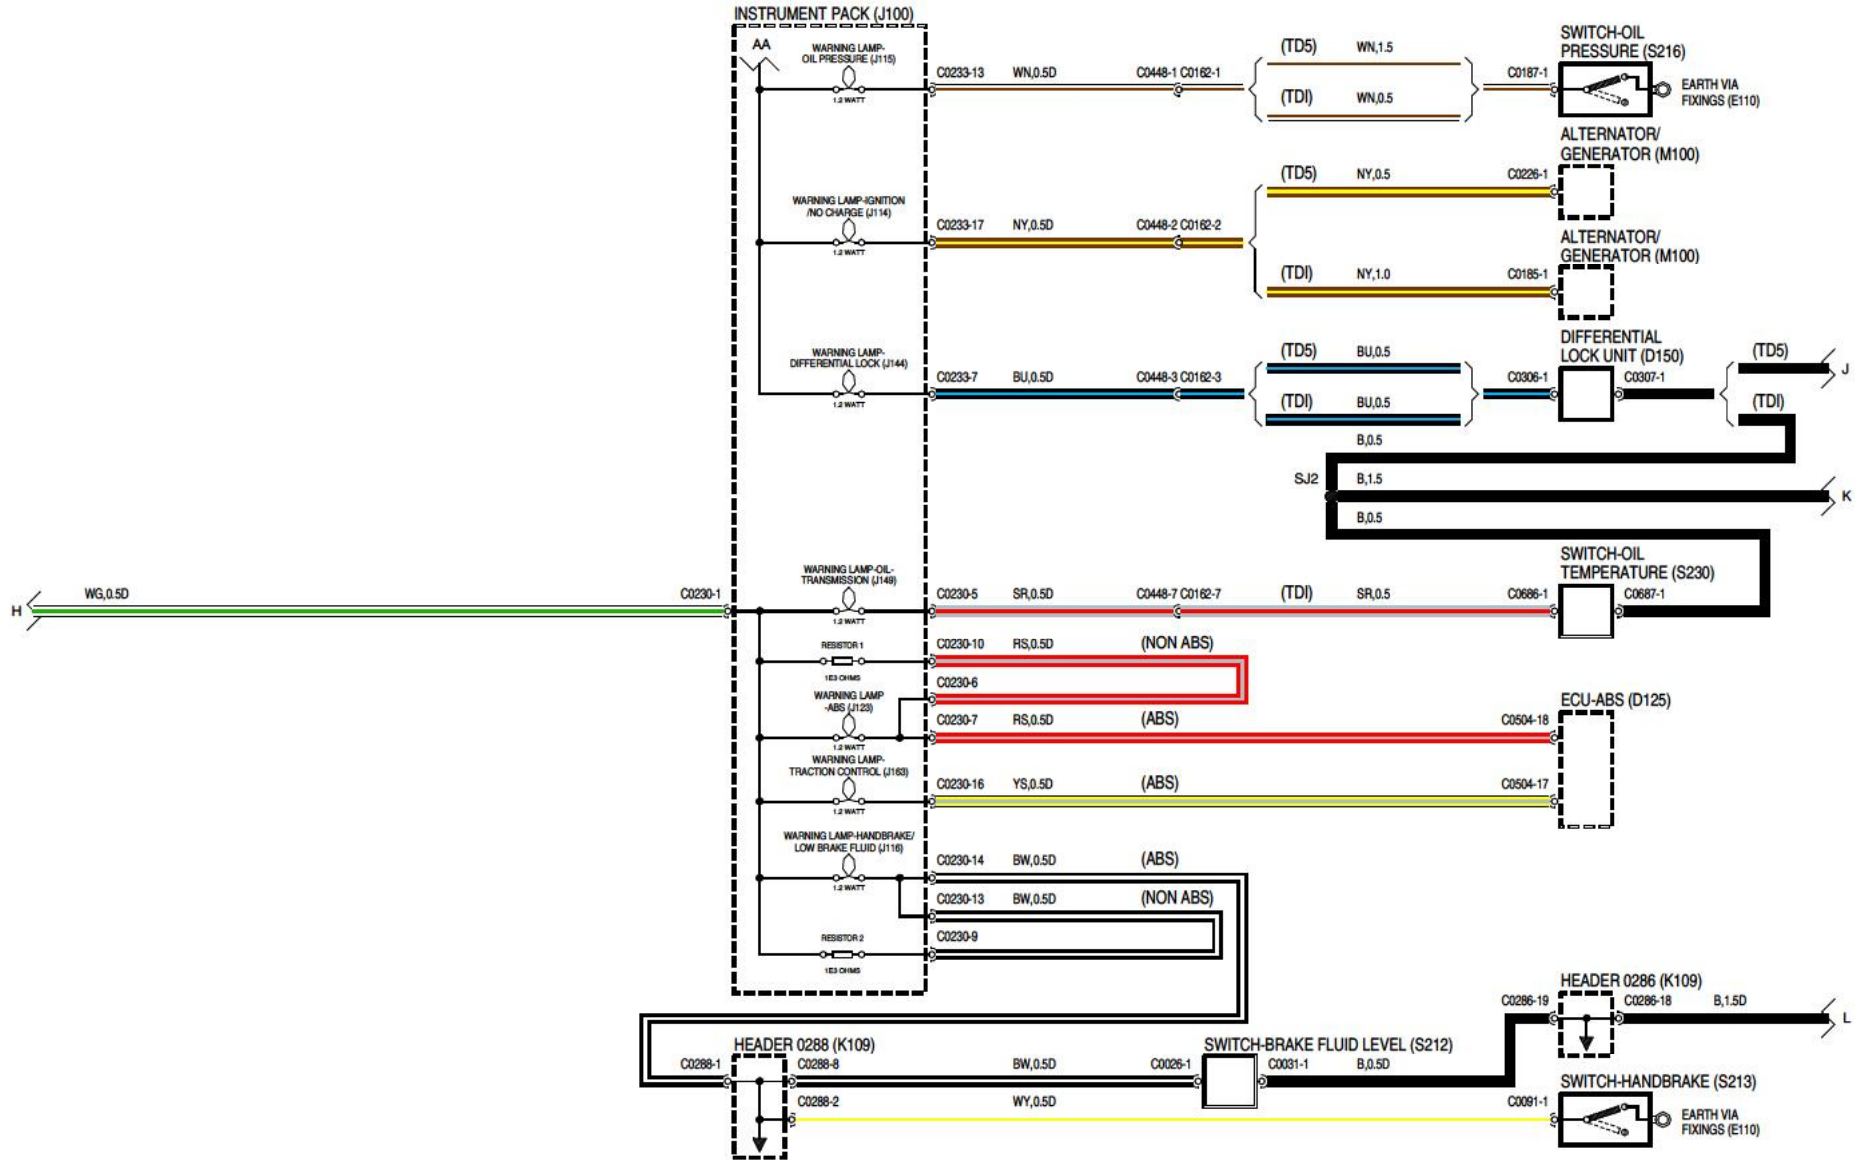 INSTRUMENT PACK (J100)
AA
WARNING LAMP-
OIL PRESSURE (J115)
1.2 WATT
C0233-13 WN,0.5D C0448-1 C0162-1
(TD5) WN,1.5
(TDI) WN,0.5
C0187-1
SWITCH-OIL
PRESSURE (S216)
EARTH VIA
FIXINGS (E110)
ALTERNATOR/
GENERATOR (M100)
WARNING LAMP-IGNITION
/NO CHARGE (J114)
1.2 WATT
C0233-17 NY,0.5D C0448-2 C0162-2
(TD5) NY,0.5 C0226-1
ALTERNATOR/
GENERATOR (M100)
(TDI) NY,1.0 C0185-1
WARNING LAMP-
DIFFERENTIAL LOCK (J144)
1.2 WATT
C0233-7 BU,0.5D C0448-3 C0162-3
(TD5) BU,0.5
(TDI) BU,0.5
C0306-1
DIFFERENTIAL
LOCK UNIT (D150)
C0307-1
(TD5)
J
(TDI)
B,0.5
SJ2 B,1.5
K
B,0.5
H WG,0.5D C0230-1
WARNING LAMP-OIL-
TRANSMISSION (J149)
1.2 WATT
C0230-5 SR,0.5D C0448-7 C0162-7 (TDI) SR,0.5 C0686-1
SWITCH-OIL
TEMPERATURE (S230)
C0687-1
RESISTOR 1
1E3 OHMS
C0230-10 RS,0.5D (NON ABS)
C0230-6
WARNING LAMP
-ABS (J123)
1.2 WATT
C0230-7 RS,0.5D (ABS) C0504-18
ECU-ABS (D125)
WARNING LAMP-
TRACTION CONTROL (J163)
1.2 WATT
C0230-16 YS,0.5D (ABS) C0504-17
WARNING LAMP-HANDBRAKE/
LOW BRAKE FLUID (J116)
1.2 WATT
C0230-14 BW,0.5D (ABS)
C0230-13 BW,0.5D (NON ABS)
C0230-9
RESISTOR 2
1E3 OHMS
HEADER 0286 (K109)
C0286-19 C0286-18 B,1.5D L
HEADER 0288 (K109)
C0288-1 C0288-8 BW,0.5D C0026-1
SWITCH-BRAKE FLUID LEVEL (S212)
C0031-1 B,0.5D
C0288-2 WY,0.5D C0091-1
SWITCH-HANDBRAKE (S213)
EARTH VIA
FIXINGS (E110)